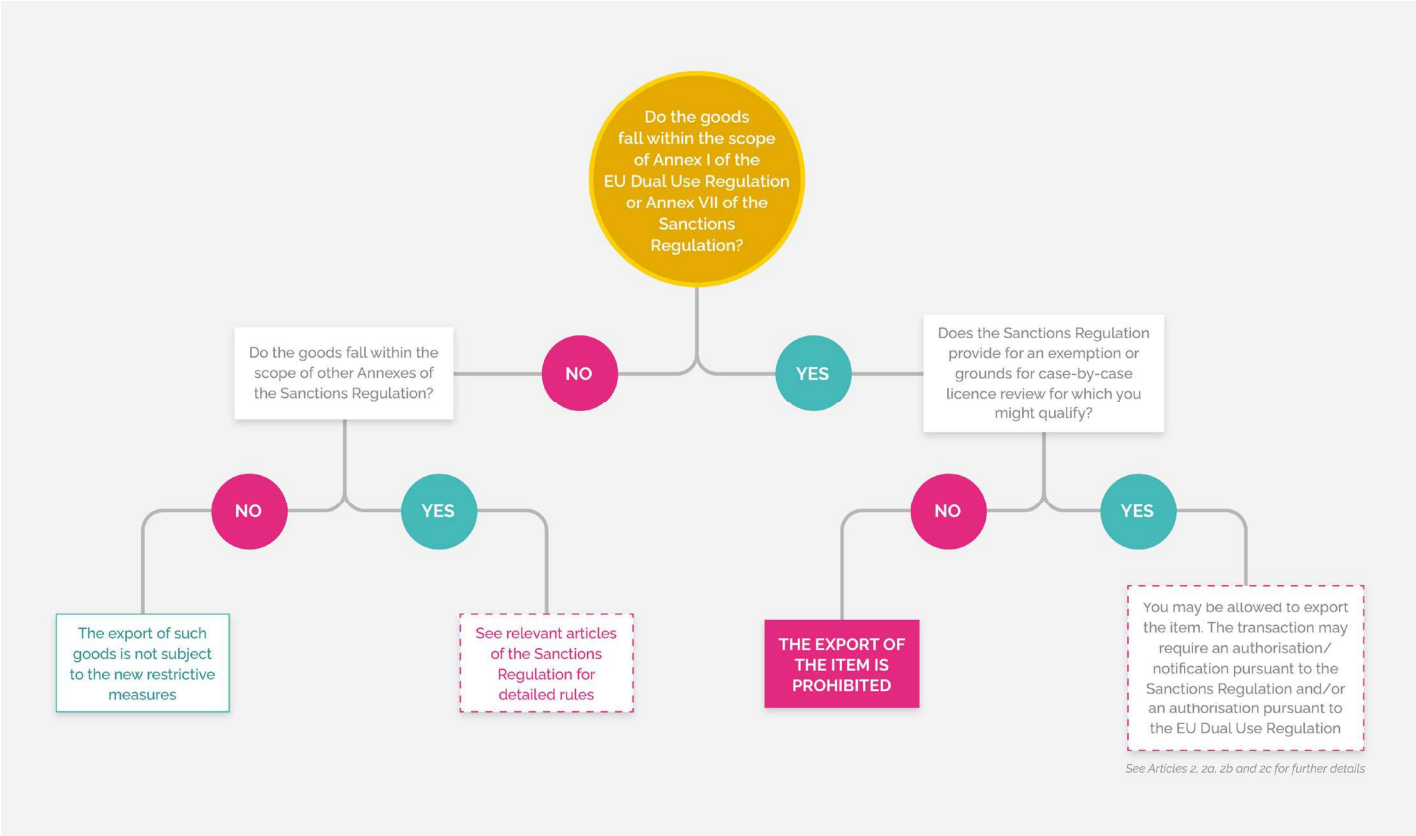 Do the goods
fall within the scope
of Annex I of the
EU Dual Use Regulation
or Annex VII of the
Sanctions
Regulation?
Do the goods fall within the
scope of other Annexes of
the Sanctions Regulation?
NO
YES
Does the Sanctions Regulation
provide for an exemption or
grounds for case-by-case
licence review for which you
might qualify?
NO
YES
NO
YES
The export of such
goods is not subject
to the new restrictive
measures
See relevant articles
of the Sanctions
Regulation for
detailed rules
THE EXPORT OF
THE ITEM IS
PROHIBITED
You may be allowed to export
the item. The transaction may
require an authorisation/
notification pursuant to the
Sanctions Regulation and/or
an authorisation pursuant to
the EU Dual Use Regulation
See Articles 2, 2a, 2b and 2c for further details